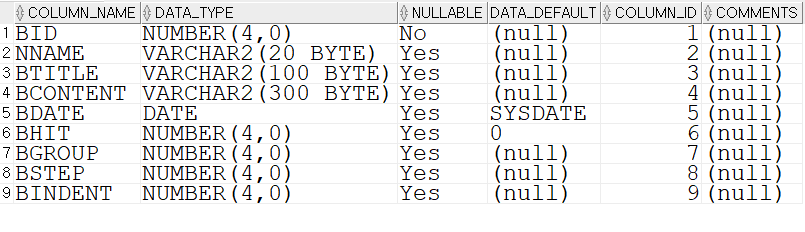 COLUMN_NAME DATA_TYPE NULLABLE DATA_DEFAULT COLUMN_ID COMMENTS
1 BID NUMBER(4,0) No (null) 1 (null)
2 NNAME VARCHAR2(20 BYTE) Yes (null) 2 (null)
3 BTITLE VARCHAR2(100 BYTE) Yes (null) 3 (null)
4 BCONTENT VARCHAR2(300 BYTE) Yes (null) 4 (null)
5 BDATE DATE Yes SYSDATE 5 (null)
6 BHIT NUMBER(4,0) Yes 0 6 (null)
7 BGROUP NUMBER(4,0) Yes (null) 7 (null)
8 BSTEP NUMBER(4,0) Yes (null) 8 (null)
9 BINDENT NUMBER(4,0) Yes (null) 9 (null)